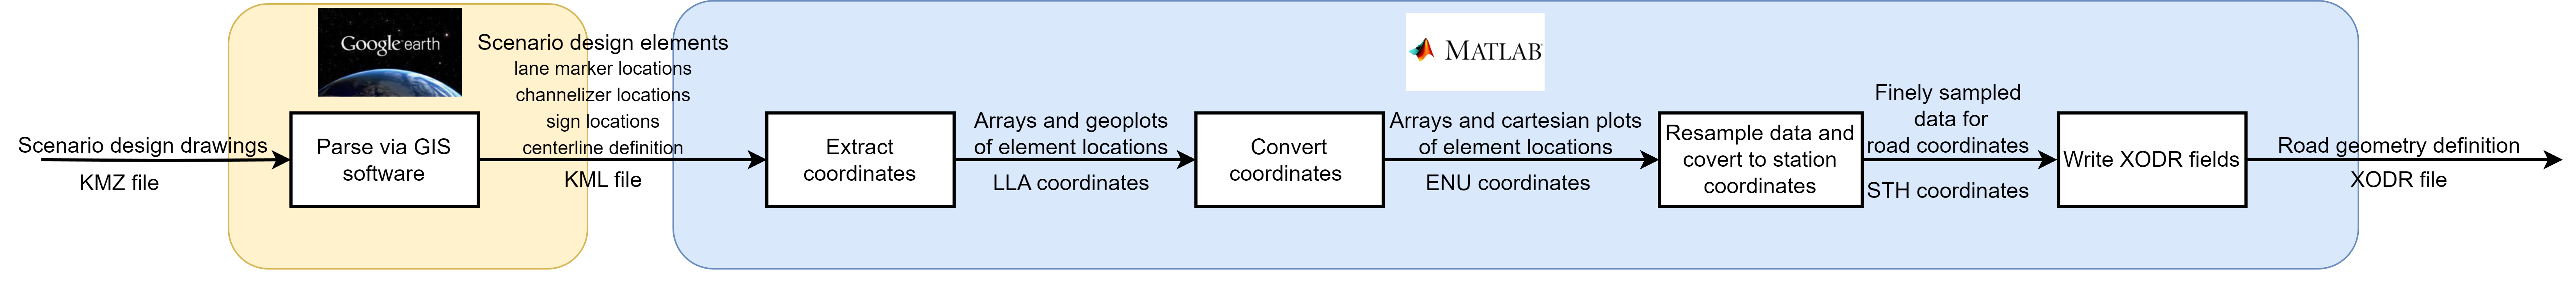 Scenario design drawings
KMZ file
Google earth
Parse via GIS
software
Scenario design elements
lane marker locations
channelizer locations
sign locations
centerline definition
KML file
MATLAB
Extract
coordinates
Arrays and geoplots
of element locations
LLA coordinates
Convert
coordinates
Arrays and cartesian plots
of element locations
ENU coordinates
Resample data and
covert to station
coordinates
Finely sampled
data for
road coordinates
STH coordinates
Write XODR fields
Road geometry definition
XODR file